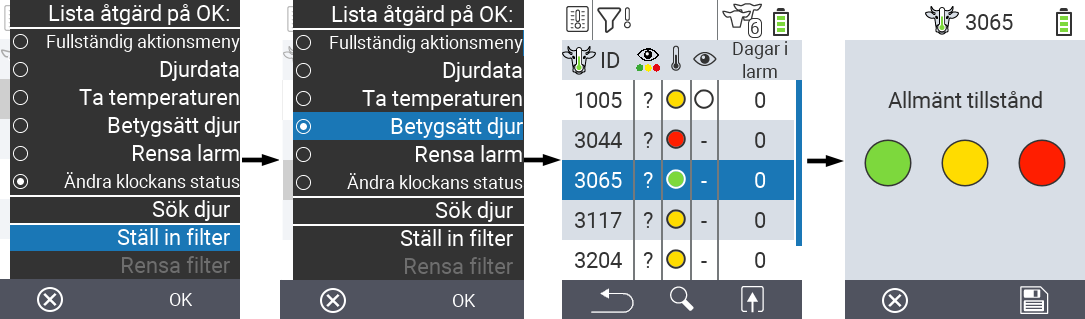 Lista åtgärd på OK:
Fullständig aktionsmeny
Djurdata
Ta temperaturen
Betygsätt djur
Rensa larm
Ändra klockans status
Sök djur
Ställ in filter
Rensa filter
OK
Lista åtgärd på OK:
Fullständig aktionsmeny
Djurdata
Ta temperaturen
Betygsätt djur
Rensa larm
Ändra klockans status
Sök djur
Ställ in filter
Rensa filter
OK
6
ID Dagar i
larm
1005 ? 0
3044 ? - 0
3065 ? - 0
3117 ? - 0
3204 ? - 0
3065
Allmänt tillstånd